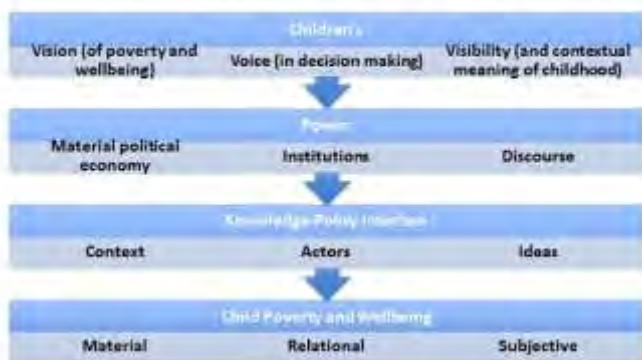 Children's
Vision (of poverty and wellbeing)
Voice (in decision making)
Visibility (and contextual meaning of childhood)
Power
Material political economy
Institutions
Discourse
Knowledge-Policy Interface
Context
Actors
Ideas
Child Poverty and Wellbeing
Material
Relational
Subjective